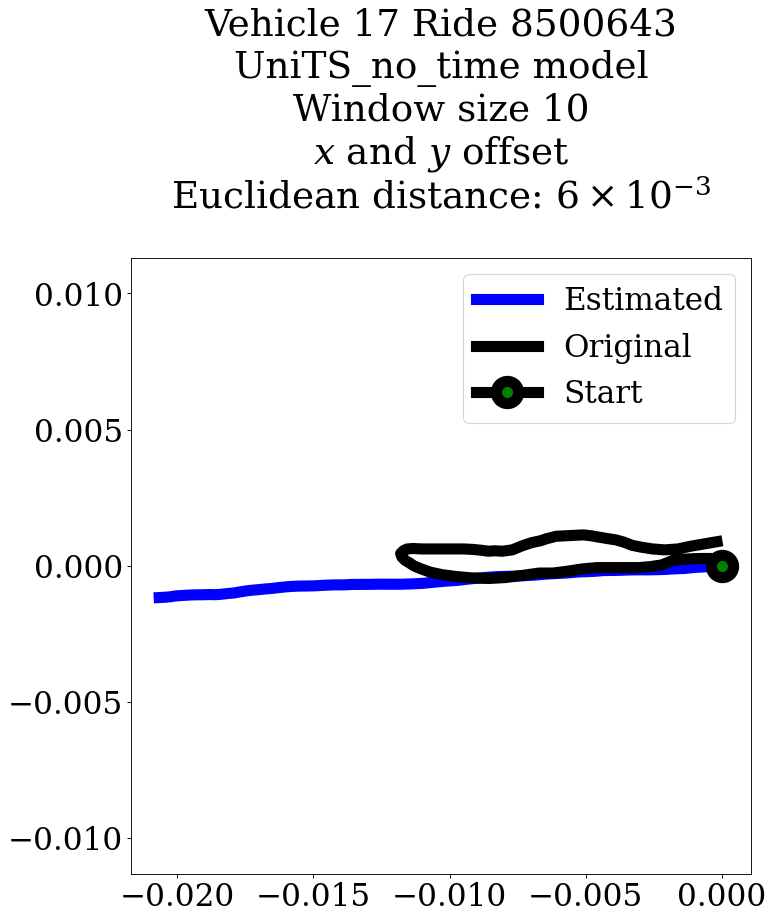 Vehicle 17 Ride 8500643
UniTS_no_time model
Window size 10
x and y offset
Euclidean distance: 6 × 10⁻³
Estimated
Original
Start
0.010
0.005
0.000
−0.005
−0.010
−0.020 −0.015 −0.010 −0.005 0.000